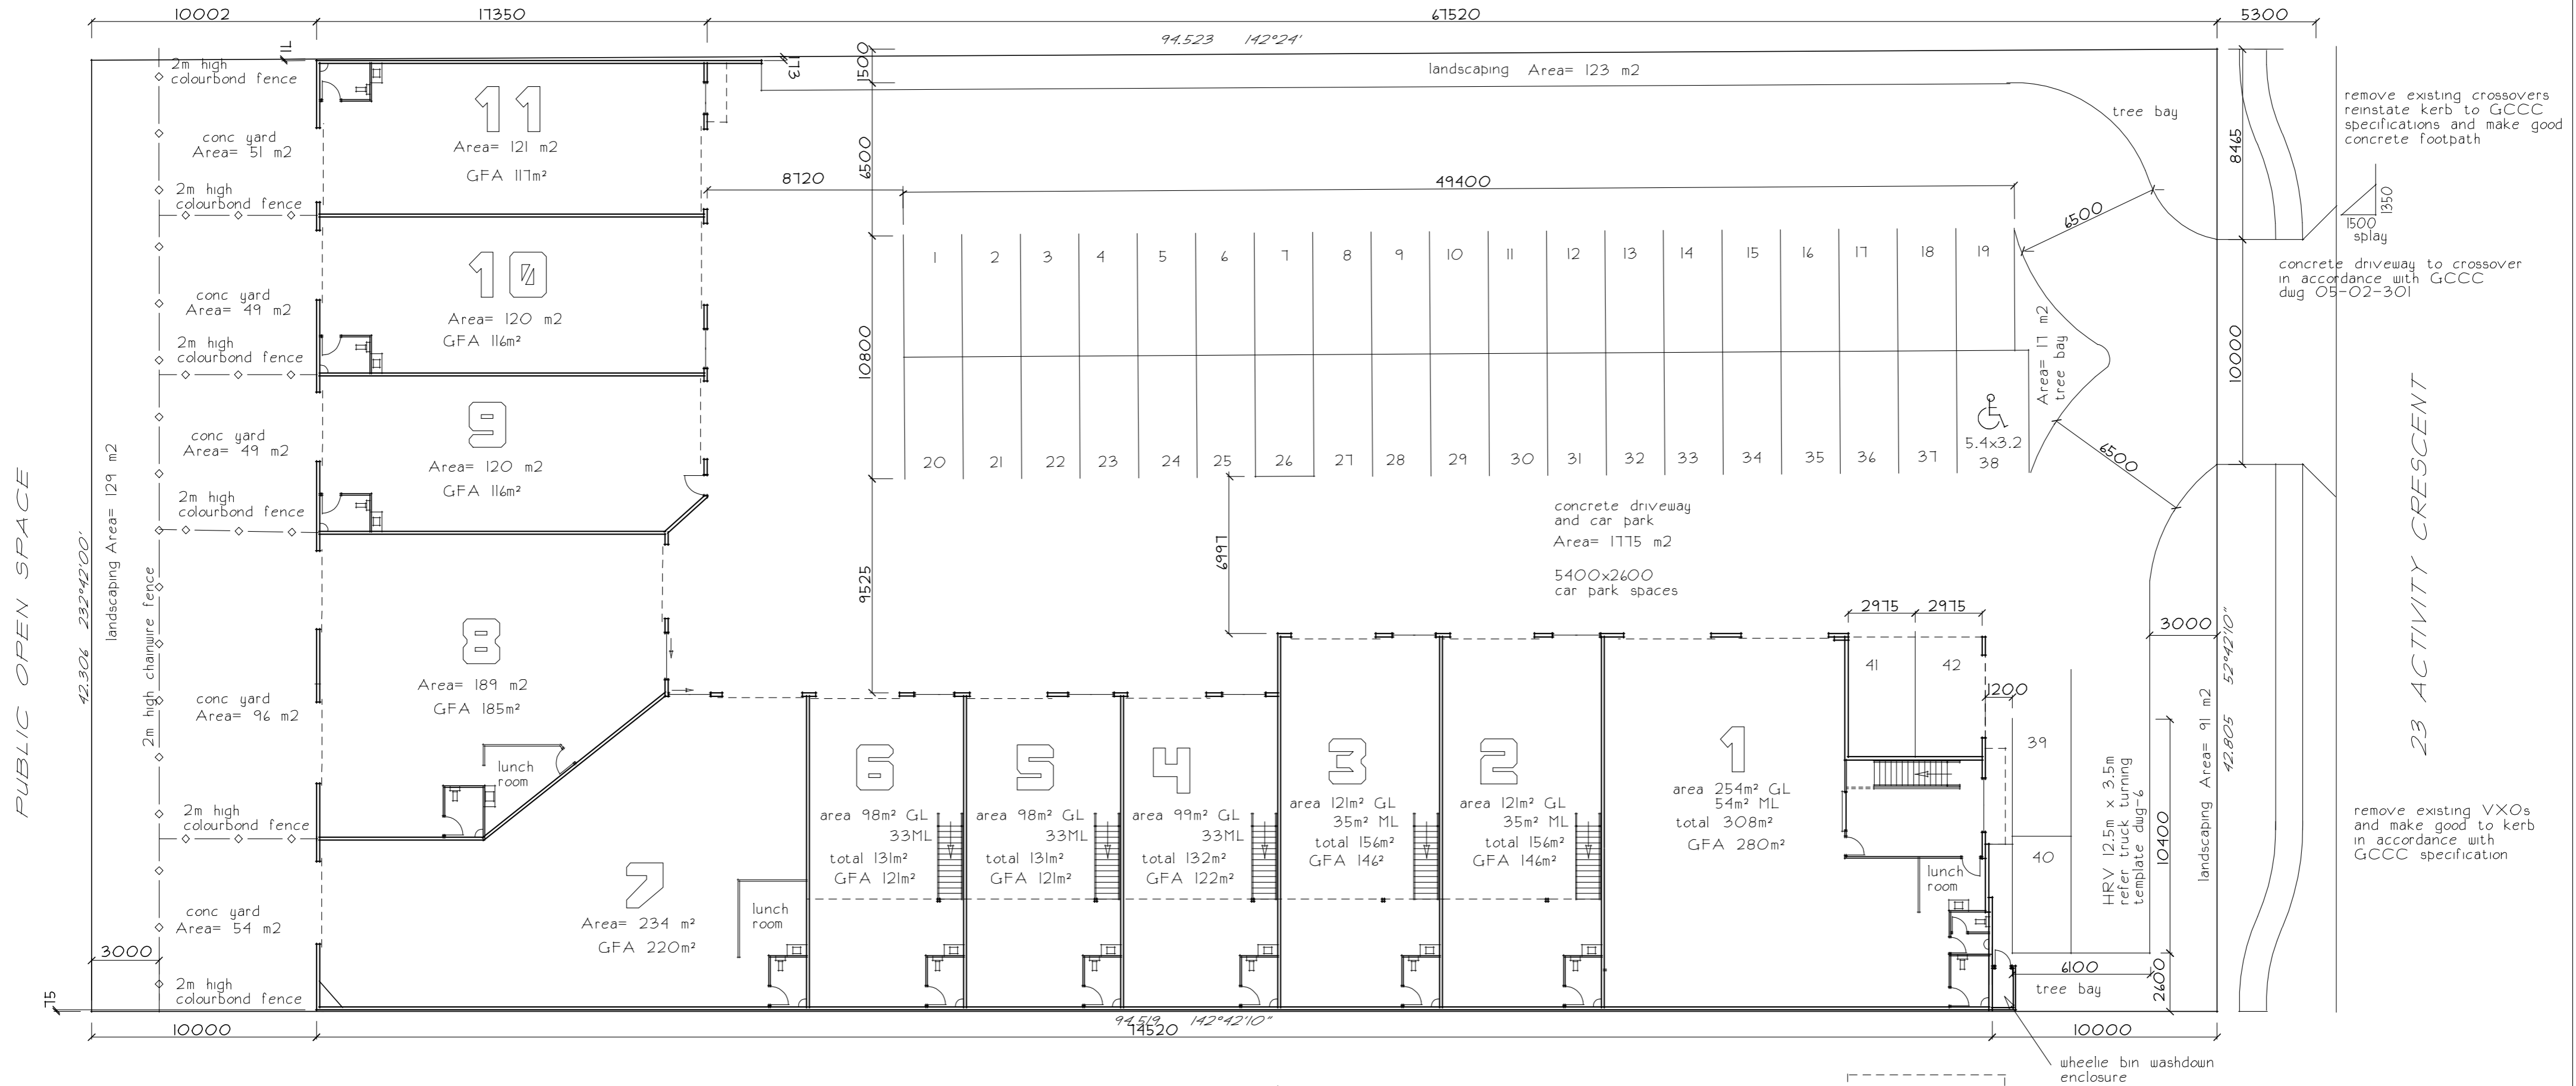 10002
17350
67520
5300
94.523 142°24'
71
2m high
colourbond fence
conc yard
Area= 51 m2
2m high
colourbond fence
11
Area= 121 m2
GFA 117m²
373
1500
6500
landscaping Area= 123 m2
tree bay
8465
remove existing crossovers
reinstate kerb to GCCC
specifications and make good
concrete footpath
1350
1500
splay
concrete driveway to crossover
in accordance with GCCC
dwg 05-02-301
8720
49400
6500
conc yard
Area= 49 m2
2m high
colourbond fence
10
Area= 120 m2
GFA 116m²
10800
1 2 3 4 5 6 7 8 9 10 11 12 13 14 15 16 17 18 19
Area= 17 m2
tree bay
10000
conc yard
Area= 49 m2
2m high
colourbond fence
9
Area= 120 m2
GFA 116m²
5.4x3.2
20 21 22 23 24 25 26 27 28 29 30 31 32 33 34 35 36 37 38
6500
PUBLIC OPEN SPACE
42.306 232°42'00'
landscaping Area= 129 m2
2m high chainwire fence
9525
6997
concrete driveway
and car park
Area= 1775 m2
5400x2600
car park spaces
23 ACTIVITY CRESCENT
conc yard
Area= 96 m2
2m high
colourbond fence
8
Area= 189 m2
GFA 185m²
lunch
room
2975
2975
41
42
1200
3000
42.805 52°42'10"
landscaping Area= 91 m2
39
40
HRV 12.5m x 3.5m
refer truck turning
template dwg-6
10400
remove existing VXOs
and make good to kerb
in accordance with
GCCC specification
conc yard
Area= 54 m2
3000
2m high
colourbond fence
75
7
Area= 234 m²
GFA 220m²
lunch
room
6
area 98m² GL
33ML
total 131m²
GFA 121m²
5
area 98m² GL
33ML
total 131m²
GFA 121m²
4
area 99m² GL
33ML
total 132m²
GFA 122m²
3
area 121m² GL
35m² ML
total 156m²
GFA 146²
2
area 121m² GL
35m² ML
total 156m²
GFA 146m²
1
area 254m² GL
54m² ML
total 308m²
GFA 280m²
lunch
room
6100
tree bay
2600
94.519 142°42'10"
10000
74520
10000
wheelie bin washdown
enclosure